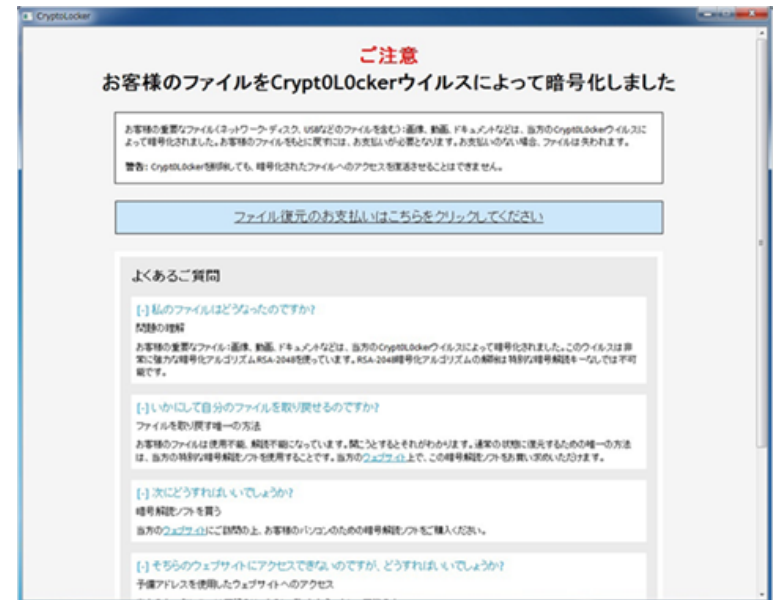 CryptoLocker
ご注意
お客様のファイルをCrypt0L0ckerウイルスによって暗号化しました
お客様の重要なファイル(ネットワーク・ディスク, USBなどのファイルを含む):画像, 動画, ドキュメントなどは、当方のCrypt0L0ckerウイルスに
よって暗号化されました。お客様のファイルをもとに戻すには、お支払いが必要となります。お支払いのない場合、ファイルは失われます。
警告: Crypt0L0ckerを削除しても、暗号化されたファイルへのアクセスを復活させることはできません。
ファイル復元のお支払いはこちらをクリックしてください
よくあるご質問
[-] 私のファイルはどうなったのですか?
問題の理解
お客様の重要なファイル:画像, 動画, ドキュメントなどは、当方のCrypt0L0ckerウイルスによって暗号化されました。このウイルスは非
常に強力な暗号化アルゴリズムRSA-2048を使っています。RSA-2048暗号化アルゴリズムの解読は特別な暗号解読キーなしでは不可
能です。
[-] いかにして自分のファイルを取り戻せるのですか?
ファイルを取り戻す唯一の方法
お客様のファイルは使用不能、解読不能になっています。開こうとするとそれがわかります。通常の状態に復元するための唯一の方法
は、当方の特別な暗号解読ソフトを使用することです。当方のウェブサイト上で、この暗号解読ソフトをお買い求めいただけます。
[-] 次にどうすればいいでしょうか?
暗号解読ソフトを買う
当方のウェブサイトにご訪問の上、お客様のパソコンのための暗号解読ソフトをご購入ください。
[-] そちらのウェブサイトにアクセスできないのですが、どうすればいいでしょうか?
予備アドレスを使用したウェブサイトへのアクセス